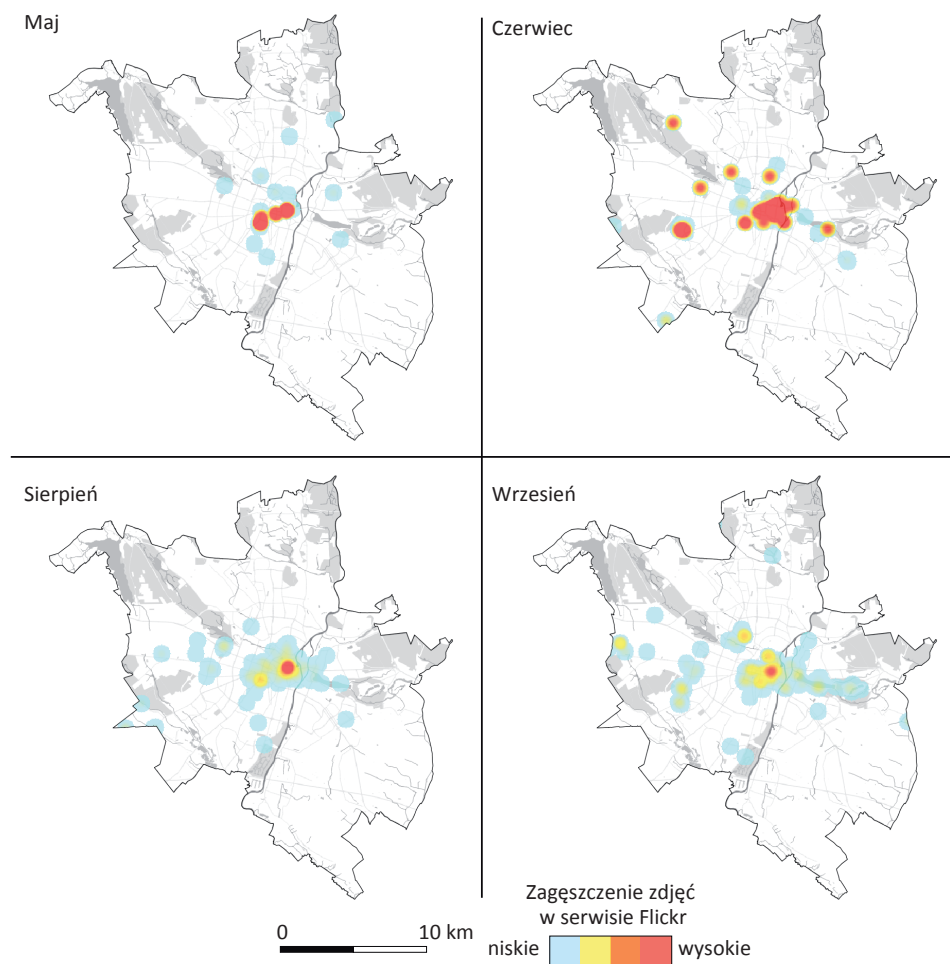 Maj
Czerwiec
Sierpień
Wrzesień
Zagęszczenie zdjęć
w serwisie Flickr
0 10 km
niskie wysokie